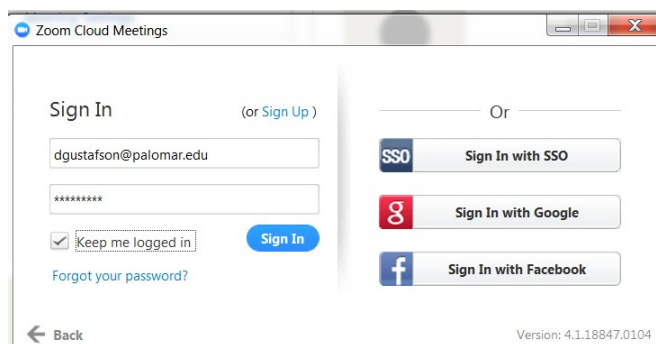 Zoom Cloud Meetings
Sign In (or Sign Up )
dgustafson@palomar.edu
*********
Keep me logged in
Sign In
Forgot your password?
Back
Or
SSO Sign In with SSO
g Sign In with Google
f Sign In with Facebook
Version: 4.1.18847.0104